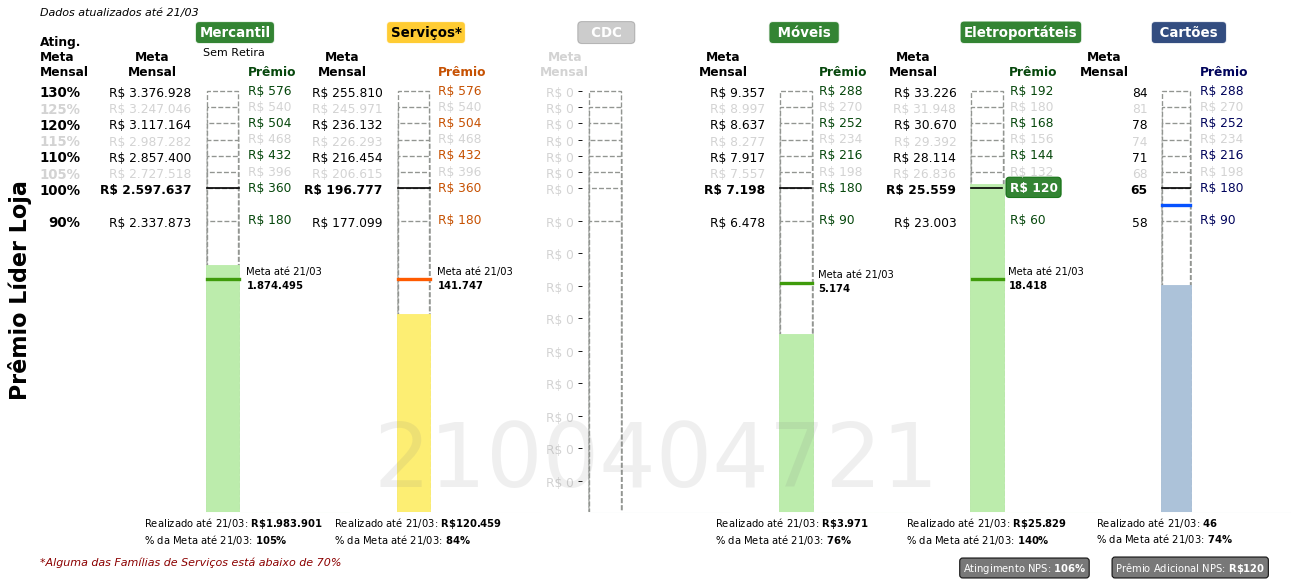 Dados atualizados até 21/03
Prêmio Líder Loja
Mercantil Serviços* CDC Móveis Eletroportáteis Cartões
Sem Retira
Ating. Meta Mensal Meta Mensal Prêmio Meta Mensal Prêmio Meta Mensal Meta Mensal Prêmio Meta Mensal Prêmio Meta Mensal Prêmio
130% R$ 3.376.928 R$ 576 R$ 255.810 R$ 576 R$ 0 R$ 9.357 R$ 288 R$ 33.226 R$ 192 84 R$ 288
125% R$ 3.247.046 R$ 540 R$ 245.971 R$ 540 R$ 0 R$ 8.997 R$ 270 R$ 31.948 R$ 180 81 R$ 270
120% R$ 3.117.164 R$ 504 R$ 236.132 R$ 504 R$ 0 R$ 8.637 R$ 252 R$ 30.670 R$ 168 78 R$ 252
115% R$ 2.987.282 R$ 468 R$ 226.293 R$ 468 R$ 0 R$ 8.277 R$ 234 R$ 29.392 R$ 156 74 R$ 234
110% R$ 2.857.400 R$ 432 R$ 216.454 R$ 432 R$ 0 R$ 7.917 R$ 216 R$ 28.114 R$ 144 71 R$ 216
105% R$ 2.727.518 R$ 396 R$ 206.615 R$ 396 R$ 0 R$ 7.557 R$ 198 R$ 26.836 R$ 132 68 R$ 198
100% R$ 2.597.637 R$ 360 R$ 196.777 R$ 360 R$ 0 R$ 7.198 R$ 180 R$ 25.559 R$ 120 65 R$ 180
90% R$ 2.337.873 R$ 180 R$ 177.099 R$ 180 R$ 0 R$ 6.478 R$ 90 R$ 23.003 R$ 60 58 R$ 90
R$ 0
Meta até 21/03 Meta até 21/03 R$ 0 Meta até 21/03 Meta até 21/03
1.874.495 141.747 5.174 18.418
R$ 0
R$ 0
R$ 0
R$ 0
R$ 0
R$ 0
2100404721
Realizado até 21/03: R$1.983.901 Realizado até 21/03: R$120.459 Realizado até 21/03: R$3.971 Realizado até 21/03: R$25.829 Realizado até 21/03: 46
% da Meta até 21/03: 105% % da Meta até 21/03: 84% % da Meta até 21/03: 76% % da Meta até 21/03: 140% % da Meta até 21/03: 74%
*Alguma das Famílias de Serviços está abaixo de 70% Atingimento NPS: 106% Prêmio Adicional NPS: R$120